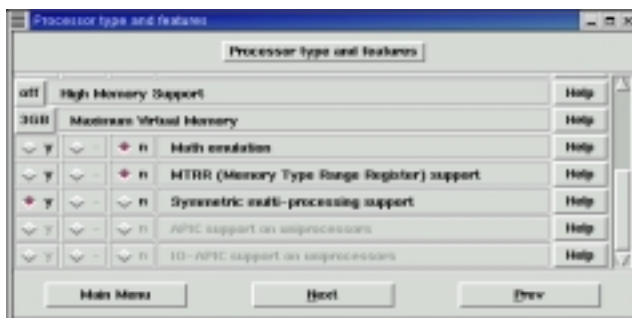 Processor type and features
Processor type and features
off High Memory Support Help
3GB Maximum Virtual Memory Help
y - n Math emulation Help
y - n MTRR (Memory Type Range Register) support Help
y - n Symmetric multi-processing support Help
y - n APIC support on uniprocessors Help
y - n IO-APIC support on uniprocessors Help
Main Menu Next Prev